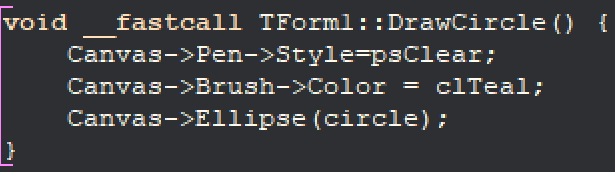 void __fastcall TForm1::DrawCircle() {
    Canvas->Pen->Style=psClear;
    Canvas->Brush->Color = clTeal;
    Canvas->Ellipse(circle);
}